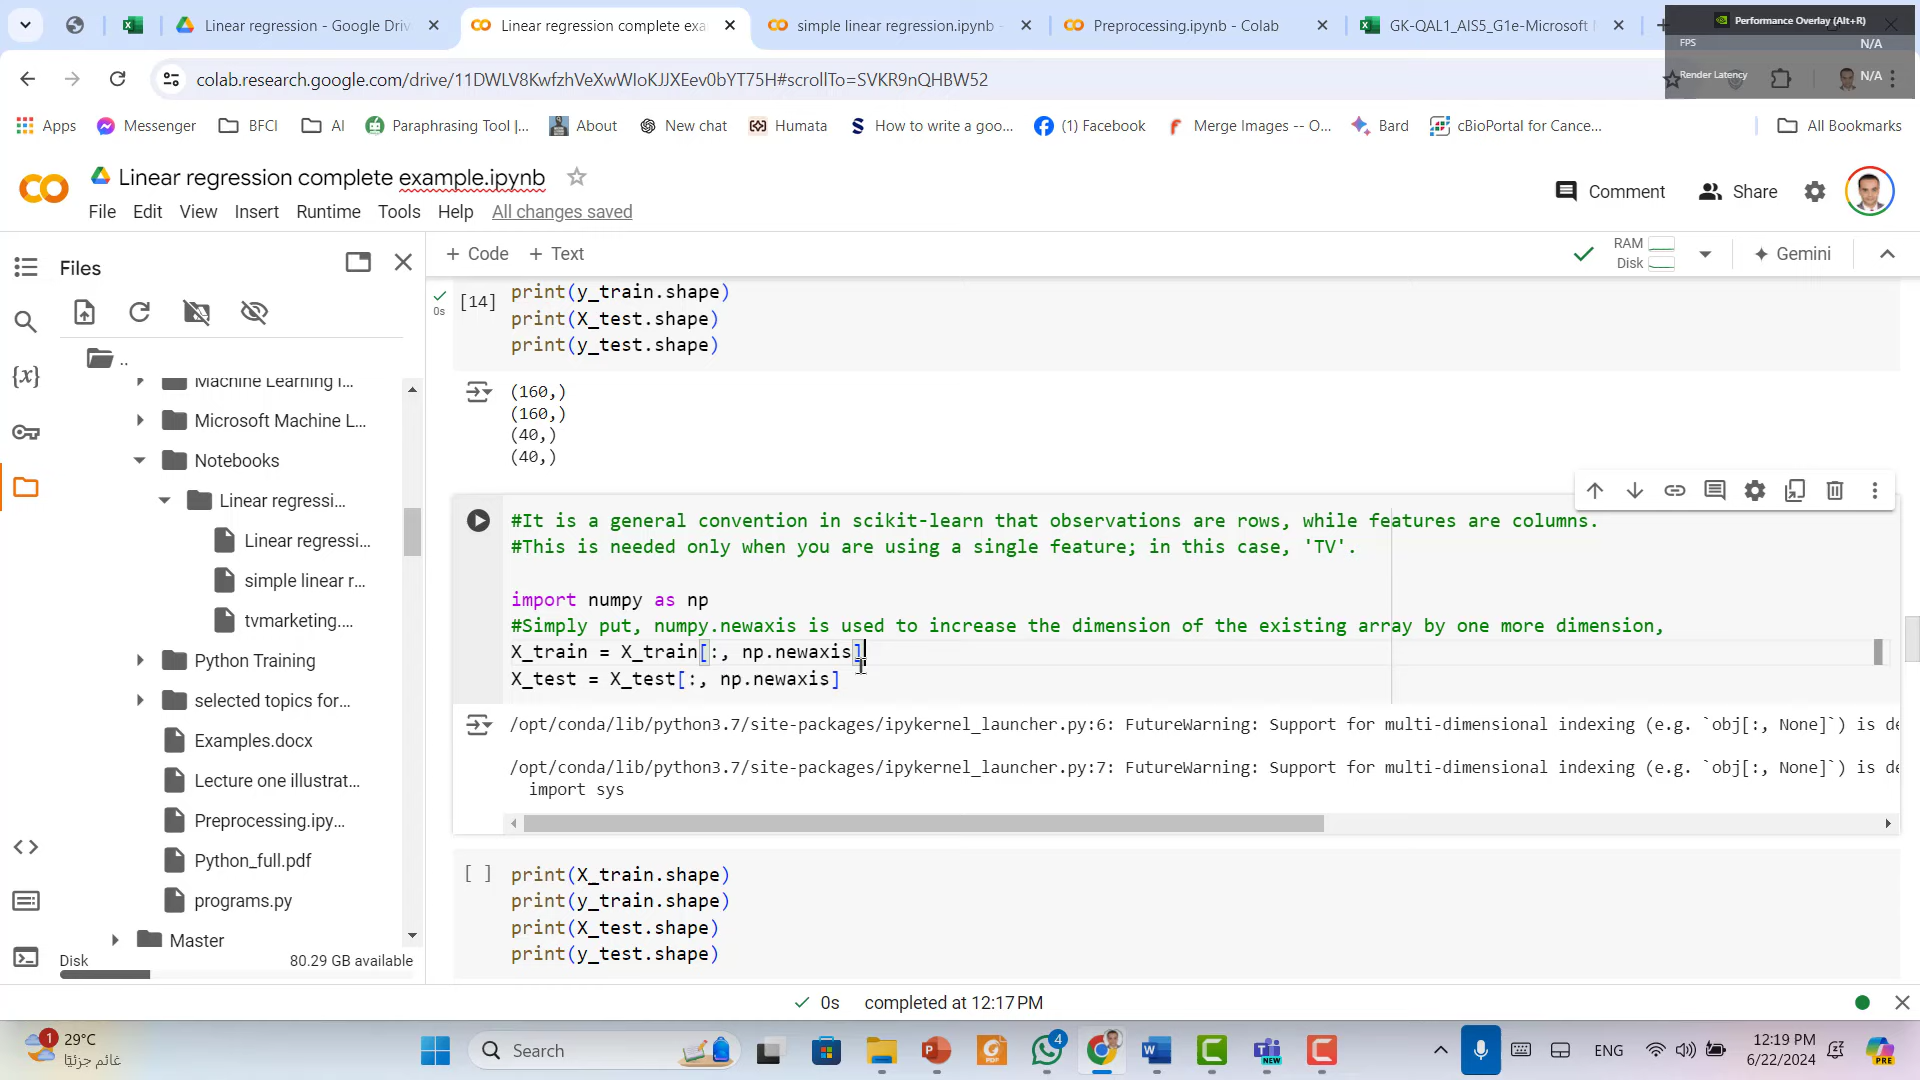 Linear regression - Google Driv
Linear regression complete exa
simple linear regression.ipynb -
Preprocessing.ipynb - Colab
GK-QAL1_AIS5_G1e-Microsoft M
Performance Overlay (Alt+R)
FPS
N/A
Render Latency
N/A
colab.research.google.com/drive/11DWLV8KwfzhVeXwWIoKJJXEev0bYT75H#scrollTo=SVKR9nQHBW52
Apps
Messenger
BFCI
AI
Paraphrasing Tool |...
About
New chat
Humata
How to write a goo...
(1) Facebook
Merge Images -- O...
Bard
cBioPortal for Cance...
All Bookmarks
Linear regression complete example.ipynb
Comment
Share
File Edit View Insert Runtime Tools Help All changes saved
Files
+ Code + Text
RAM
Disk
Gemini
..
Machine Learning I...
Microsoft Machine L...
Notebooks
Linear regressi...
Linear regressi...
simple linear r...
tvmarketing....
Python Training
selected topics for...
Examples.docx
Lecture one illustrat...
Preprocessing.ipy...
Python_full.pdf
programs.py
Master
Disk 80.29 GB available
0s
[14]
print(y_train.shape)
print(X_test.shape)
print(y_test.shape)
(160,)
(160,)
(40,)
(40,)
#It is a general convention in scikit-learn that observations are rows, while features are columns.
#This is needed only when you are using a single feature; in this case, 'TV'.
import numpy as np
#Simply put, numpy.newaxis is used to increase the dimension of the existing array by one more dimension,
X_train = X_train[:, np.newaxis]
X_test = X_test[:, np.newaxis]
/opt/conda/lib/python3.7/site-packages/ipykernel_launcher.py:6: FutureWarning: Support for multi-dimensional indexing (e.g. `obj[:, None]`) is de
/opt/conda/lib/python3.7/site-packages/ipykernel_launcher.py:7: FutureWarning: Support for multi-dimensional indexing (e.g. `obj[:, None]`) is de
import sys
[ ]
print(X_train.shape)
print(y_train.shape)
print(X_test.shape)
print(y_test.shape)
0s completed at 12:17 PM
1
29°C
غائم جزئيًا
Search
4
NEW
ENG
12:19 PM
6/22/2024
PRE